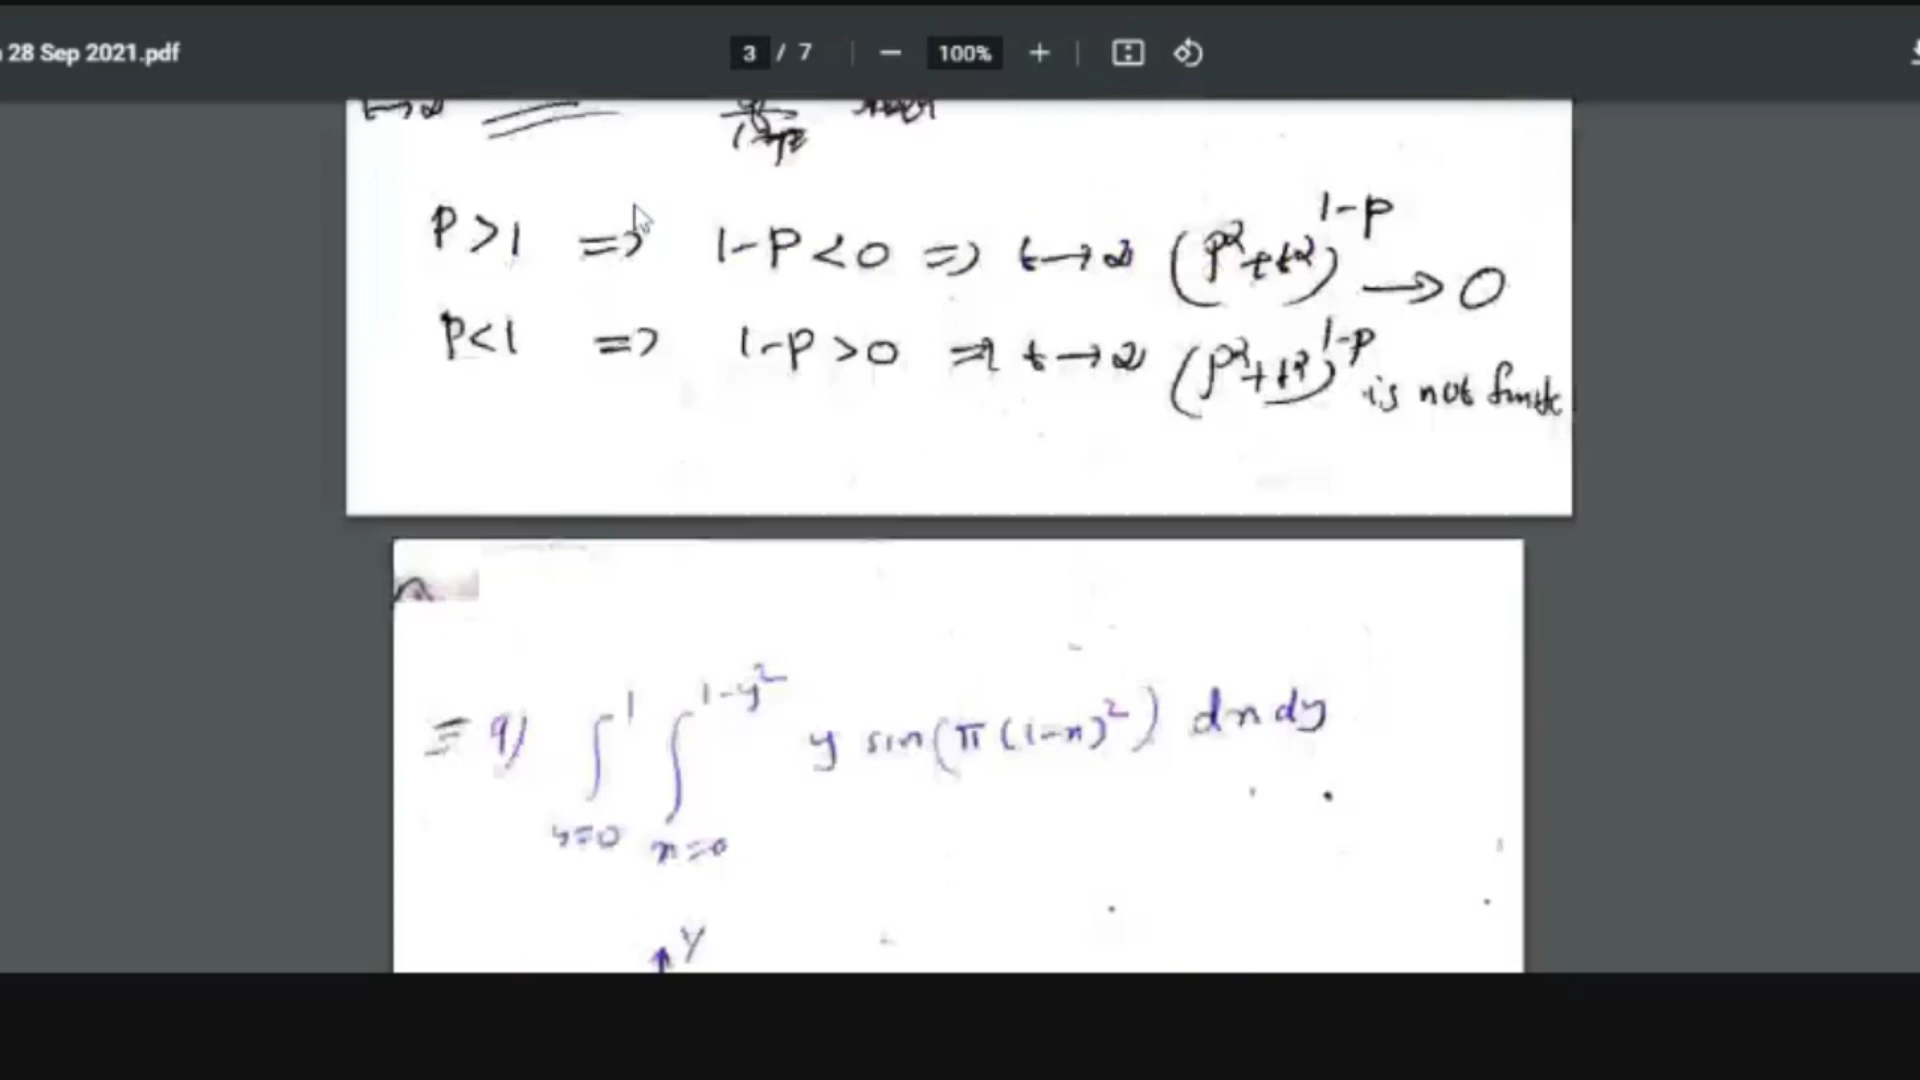 28 Sep 2021.pdf
3 / 7 − 100% +
P>1 => 1-P<0 => t→∞ (P²+t²)^{1-P} → 0
P<1 => 1-P>0 => t→∞ (P²+t²)^{1-P} is not finite
9) ∫_{y=0}^{1} ∫_{x=0}^{1-y²} y sin(π(1-x)²) dx dy
Y